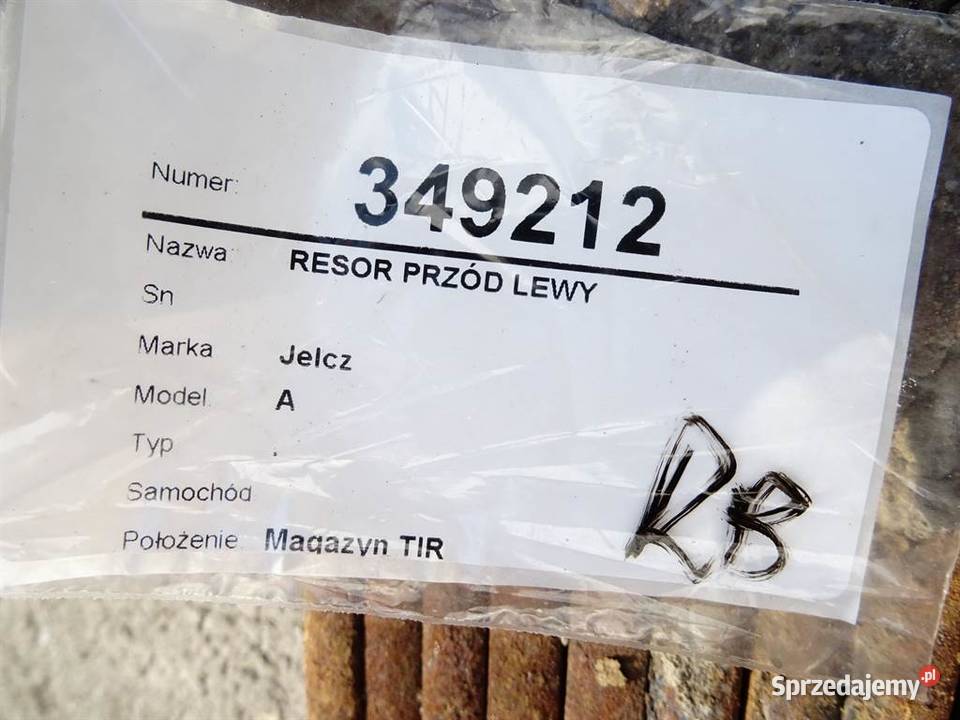 Numer: 349212
Nazwa: RESOR PRZÓD LEWY
Sn
Marka Jelcz
Model A
Typ .
Samochód
Położenie Magazyn TIR
RB
Sprzedajemy.pl